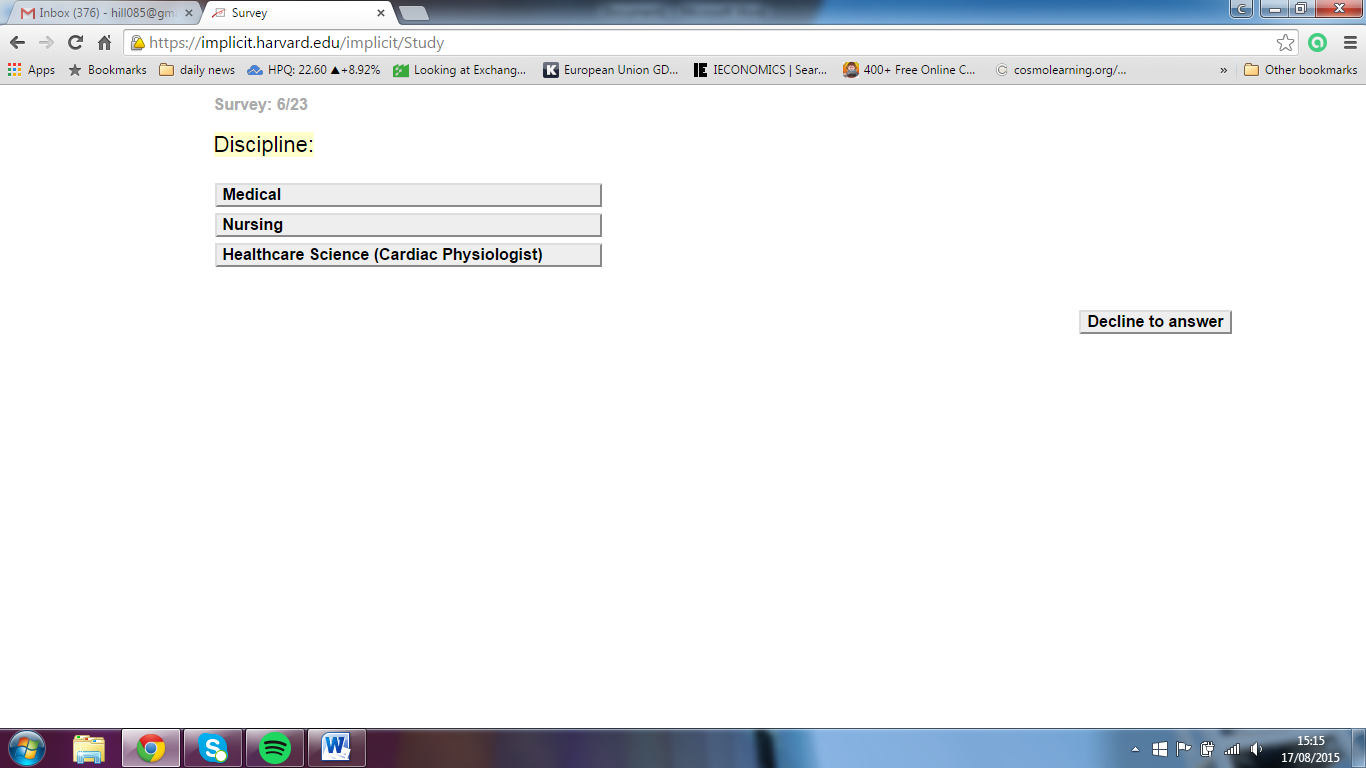 Inbox (376) - hill085@gm
Survey
https://implicit.harvard.edu/implicit/Study
Apps Bookmarks daily news HPQ: 22.60 ▲+8.92% Looking at Exchang... European Union GD... IECONOMICS | Sear... 400+ Free Online C... cosmolearning.org/... » Other bookmarks
Survey: 6/23
Discipline:
Medical
Nursing
Healthcare Science (Cardiac Physiologist)
Decline to answer
15:15
17/08/2015